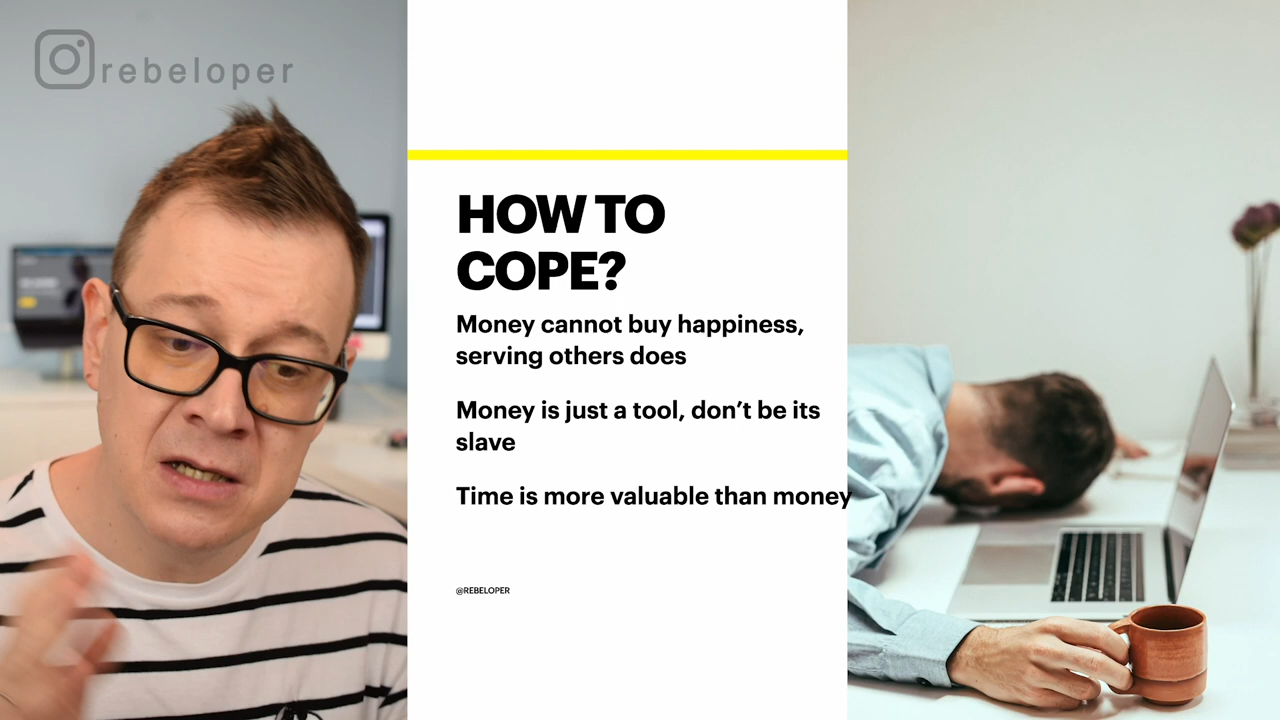 rebeloper
HOW TO
COPE?
Money cannot buy happiness,
serving others does
Money is just a tool, don’t be its
slave
Time is more valuable than money
@REBELOPER